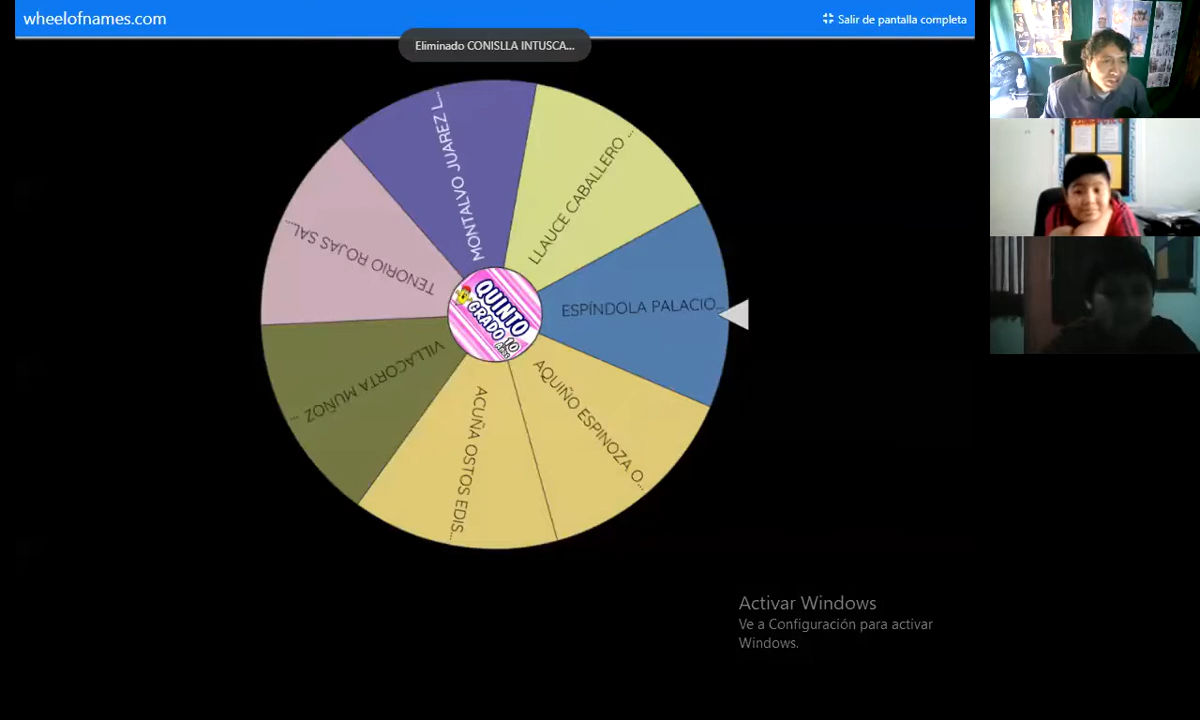 wheelofnames.com
Salir de pantalla completa
Eliminado CONISLLA INTUSCA...
MONTALVO JUAREZ L...
LLAUCE CABALLERO ...
TENORIO ROJAS SAL...
ESPÍNDOLA PALACIO...
QUINTO
GRADO 10
AÑOS
VILLACORTA MUÑOZ ...
AQUIÑO ESPINOZA O...
ACUÑA OSTOS EDIS...
Activar Windows
Ve a Configuración para activar
Windows.